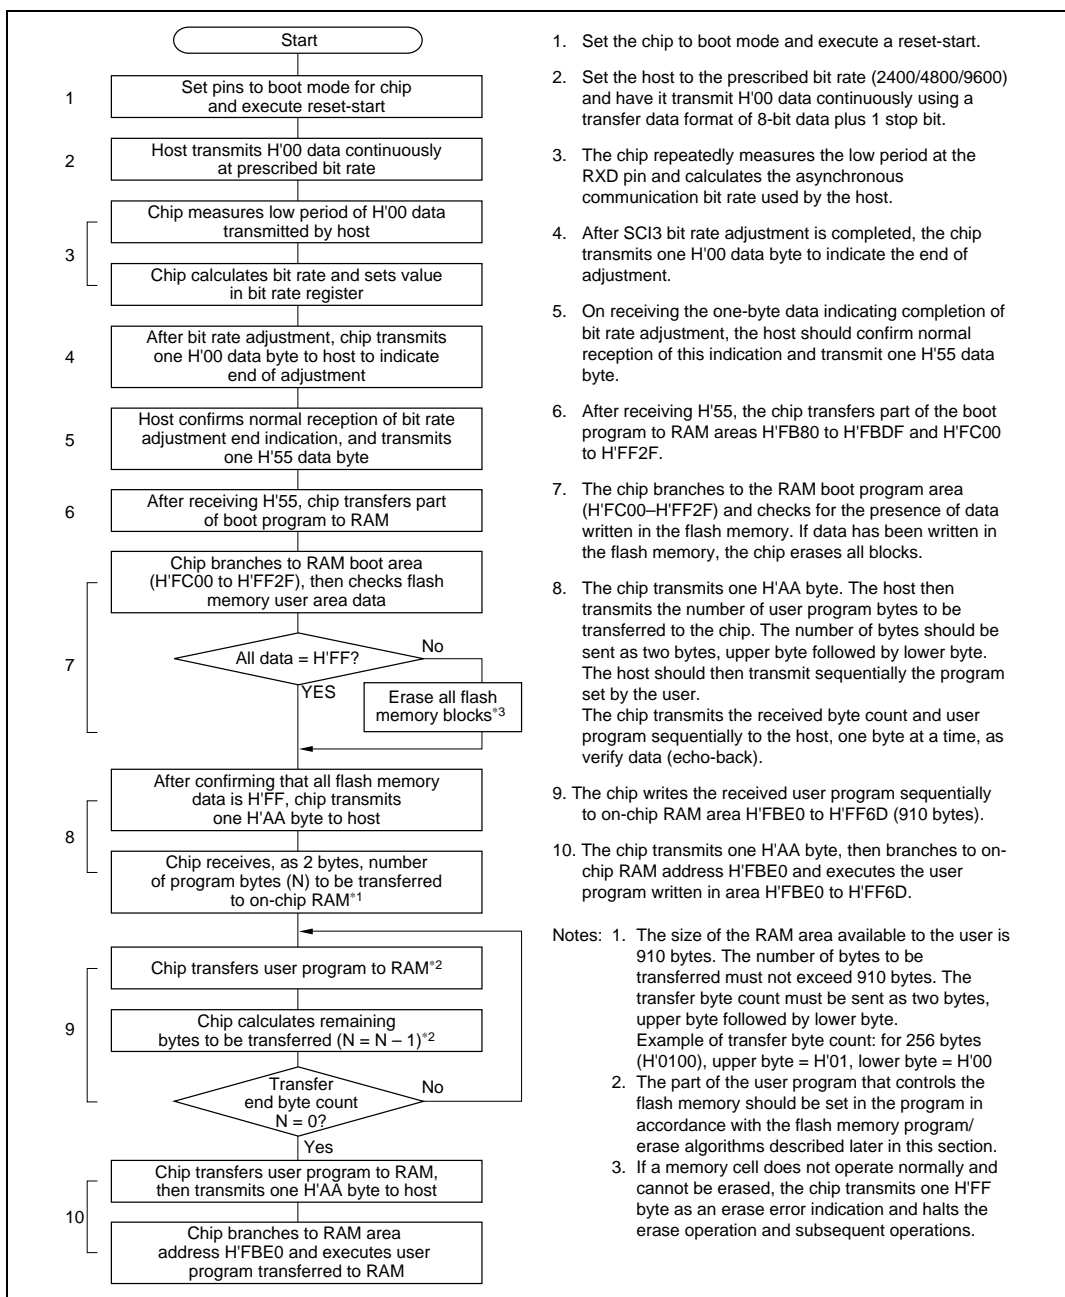 Start
1
Set pins to boot mode for chip
and execute reset-start
2
Host transmits H'00 data continuously
at prescribed bit rate
3
Chip measures low period of H'00 data
transmitted by host
Chip calculates bit rate and sets value
in bit rate register
4
After bit rate adjustment, chip transmits
one H'00 data byte to host to indicate
end of adjustment
5
Host confirms normal reception of bit rate
adjustment end indication, and transmits
one H'55 data byte
6
After receiving H'55, chip transfers part
of boot program to RAM
7
Chip branches to RAM boot area
(H'FC00 to H'FF2F), then checks flash
memory user area data
All data = H'FF?
No
YES
Erase all flash
memory blocks*3
8
After confirming that all flash memory
data is H'FF, chip transmits
one H'AA byte to host
Chip receives, as 2 bytes, number
of program bytes (N) to be transferred
to on-chip RAM*1
9
Chip transfers user program to RAM*2
Chip calculates remaining
bytes to be transferred (N = N – 1)*2
Transfer
end byte count
N = 0?
No
Yes
10
Chip transfers user program to RAM,
then transmits one H'AA byte to host
Chip branches to RAM area
address H'FBE0 and executes user
program transferred to RAM
1. Set the chip to boot mode and execute a reset-start.
2. Set the host to the prescribed bit rate (2400/4800/9600)
and have it transmit H'00 data continuously using a
transfer data format of 8-bit data plus 1 stop bit.
3. The chip repeatedly measures the low period at the
RXD pin and calculates the asynchronous
communication bit rate used by the host.
4. After SCI3 bit rate adjustment is completed, the chip
transmits one H'00 data byte to indicate the end of
adjustment.
5. On receiving the one-byte data indicating completion of
bit rate adjustment, the host should confirm normal
reception of this indication and transmit one H'55 data
byte.
6. After receiving H'55, the chip transfers part of the boot
program to RAM areas H'FB80 to H'FBDF and H'FC00
to H'FF2F.
7. The chip branches to the RAM boot program area
(H'FC00–H'FF2F) and checks for the presence of data
written in the flash memory. If data has been written in
the flash memory, the chip erases all blocks.
8. The chip transmits one H'AA byte. The host then
transmits the number of user program bytes to be
transferred to the chip. The number of bytes should be
sent as two bytes, upper byte followed by lower byte.
The host should then transmit sequentially the program
set by the user.
The chip transmits the received byte count and user
program sequentially to the host, one byte at a time, as
verify data (echo-back).
9. The chip writes the received user program sequentially
to on-chip RAM area H'FBE0 to H'FF6D (910 bytes).
10. The chip transmits one H'AA byte, then branches to on-
chip RAM address H'FBE0 and executes the user
program written in area H'FBE0 to H'FF6D.
Notes: 1. The size of the RAM area available to the user is
910 bytes. The number of bytes to be
transferred must not exceed 910 bytes. The
transfer byte count must be sent as two bytes,
upper byte followed by lower byte.
Example of transfer byte count: for 256 bytes
(H'0100), upper byte = H'01, lower byte = H'00
2. The part of the user program that controls the
flash memory should be set in the program in
accordance with the flash memory program/
erase algorithms described later in this section.
3. If a memory cell does not operate normally and
cannot be erased, the chip transmits one H'FF
byte as an erase error indication and halts the
erase operation and subsequent operations.